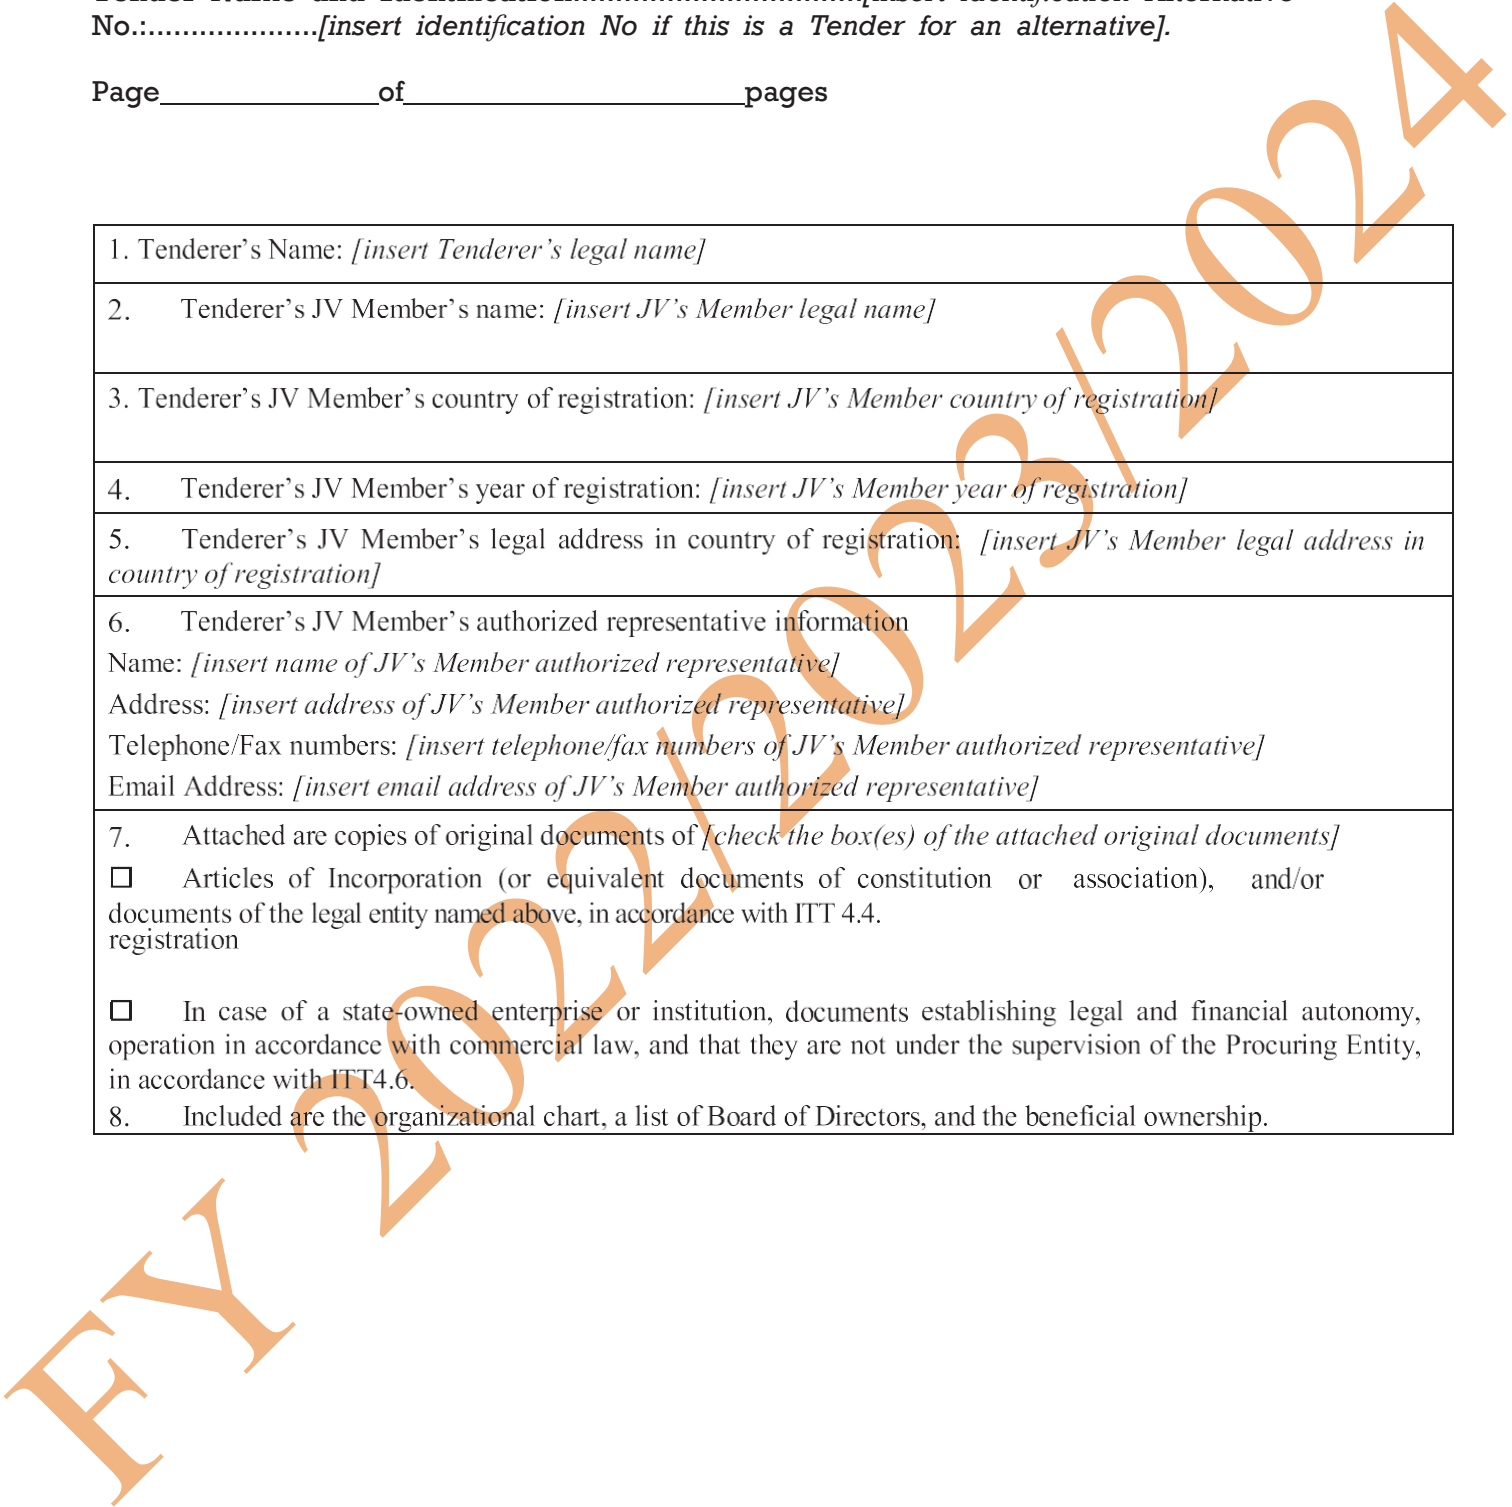 Tender Name and Identification:..............................[insert identification Alternative
No.:....................[insert identification No if this is a Tender for an alternative].
Page________________of_________________________pages
1. Tenderer’s Name: [insert Tenderer’s legal name]
2. Tenderer’s JV Member’s name: [insert JV’s Member legal name]
3. Tenderer’s JV Member’s country of registration: [insert JV’s Member country of registration]
4. Tenderer’s JV Member’s year of registration: [insert JV’s Member year of registration]
5. Tenderer’s JV Member’s legal address in country of registration: [insert JV’s Member legal address in
country of registration]
6. Tenderer’s JV Member’s authorized representative information
Name: [insert name of JV’s Member authorized representative]
Address: [insert address of JV’s Member authorized representative]
Telephone/Fax numbers: [insert telephone/fax numbers of JV’s Member authorized representative]
Email Address: [insert email address of JV’s Member authorized representative]
7. Attached are copies of original documents of [check the box(es) of the attached original documents]
☐ Articles of Incorporation (or equivalent documents of constitution or association), and/or
documents of the legal entity named above, in accordance with ITT 4.4.
registration
☐ In case of a state-owned enterprise or institution, documents establishing legal and financial autonomy,
operation in accordance with commercial law, and that they are not under the supervision of the Procuring Entity,
in accordance with ITT4.6.
8. Included are the organizational chart, a list of Board of Directors, and the beneficial ownership.
FY 2022/2023/2024